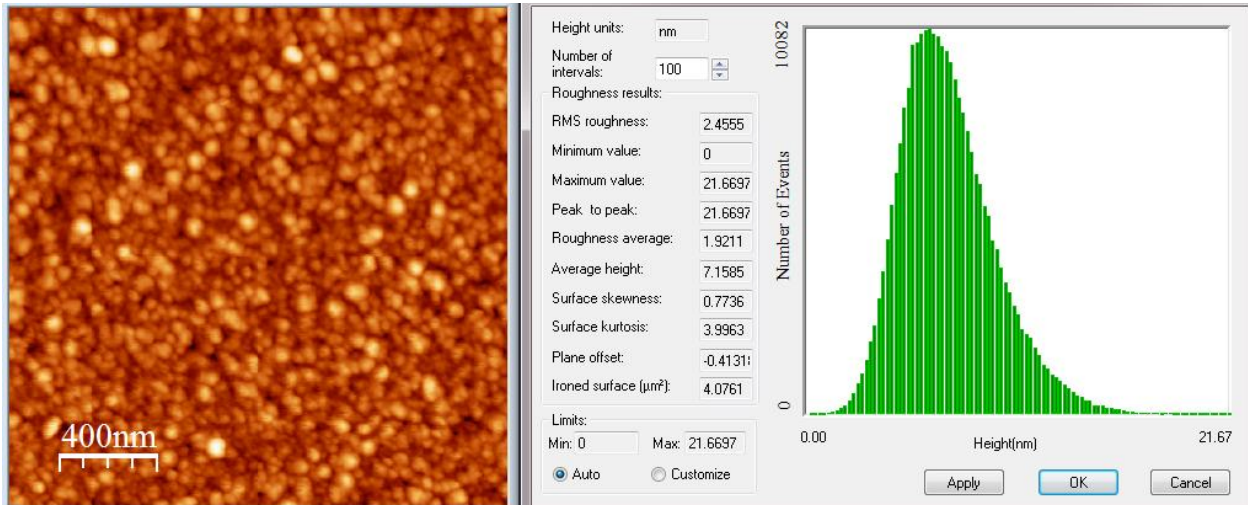 400nm
Height units: nm
Number of
intervals: 100
Roughness results:
RMS roughness: 2.4555
Minimum value: 0
Maximum value: 21.6697
Peak to peak: 21.6697
Roughness average: 1.9211
Average height: 7.1585
Surface skewness: 0.7736
Surface kurtosis: 3.9963
Plane offset: -0.4131
Ironed surface (µm²): 4.0761
Limits:
Min: 0 Max: 21.6697
Auto Customize
10082
Number of Events
0
0.00 Height(nm) 21.67
Apply OK Cancel